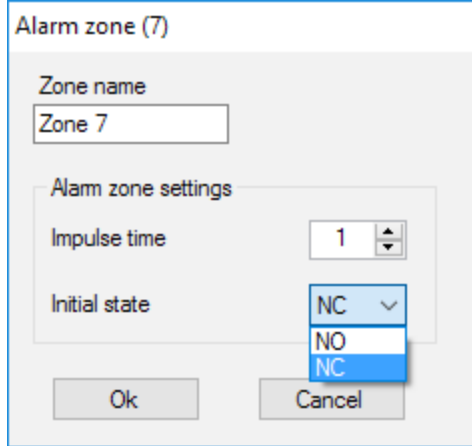 Alarm zone (7)
Zone name
Zone 7
Alarm zone settings
Impulse time 1
Initial state NC
NO
NC
Ok Cancel